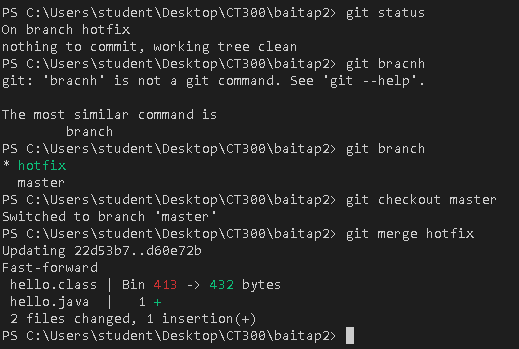 PS C:\Users\student\Desktop\CT300\baitap2> git status
On branch hotfix
nothing to commit, working tree clean
PS C:\Users\student\Desktop\CT300\baitap2> git bracnh
git: 'bracnh' is not a git command. See 'git --help'.

The most similar command is
        branch
PS C:\Users\student\Desktop\CT300\baitap2> git branch
* hotfix
  master
PS C:\Users\student\Desktop\CT300\baitap2> git checkout master
Switched to branch 'master'
PS C:\Users\student\Desktop\CT300\baitap2> git merge hotfix
Updating 22d53b7..d60e72b
Fast-forward
 hello.class | Bin 413 -> 432 bytes
 hello.java  |   1 +
 2 files changed, 1 insertion(+)
PS C:\Users\student\Desktop\CT300\baitap2>